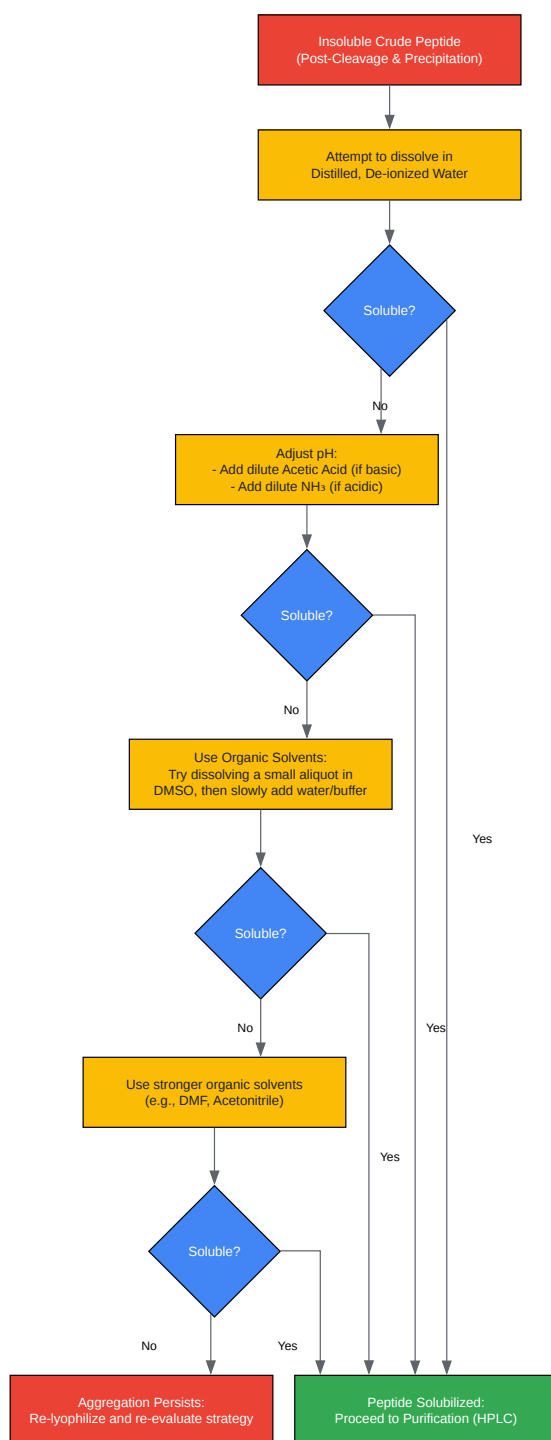 Insoluble Crude Peptide
(Post-Cleavage & Precipitation)
Attempt to dissolve in
Distilled, De-ionized Water
Soluble?
No
Adjust pH:
- Add dilute Acetic Acid (if basic)
- Add dilute NH₃ (if acidic)
Soluble?
No
Use Organic Solvents:
Try dissolving a small aliquot in
DMSO, then slowly add water/buffer
Yes
Soluble?
No
Yes
Use stronger organic solvents
(e.g., DMF, Acetonitrile)
Yes
Soluble?
No
Yes
Aggregation Persists:
Re-lyophilize and re-evaluate strategy
Peptide Solubilized:
Proceed to Purification (HPLC)